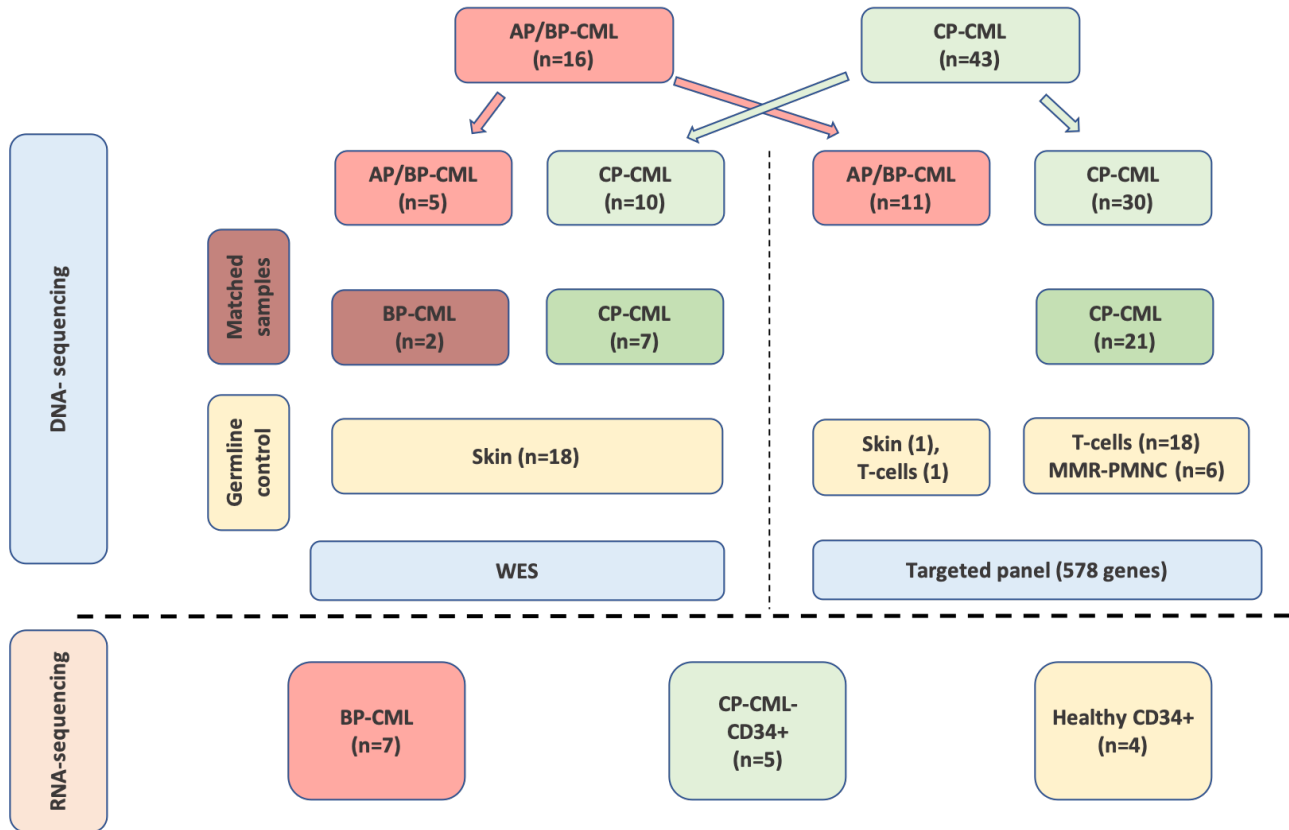 AP/BP-CML
(n=16)
CP-CML
(n=43)
DNA- sequencing
AP/BP-CML
(n=5)
CP-CML
(n=10)
AP/BP-CML
(n=11)
CP-CML
(n=30)
Matched
samples
BP-CML
(n=2)
CP-CML
(n=7)
CP-CML
(n=21)
Germline
control
Skin (n=18)
Skin (1),
T-cells (1)
T-cells (n=18)
MMR-PMNC (n=6)
WES
Targeted panel (578 genes)
RNA-sequencing
BP-CML
(n=7)
CP-CML-
CD34+
(n=5)
Healthy CD34+
(n=4)